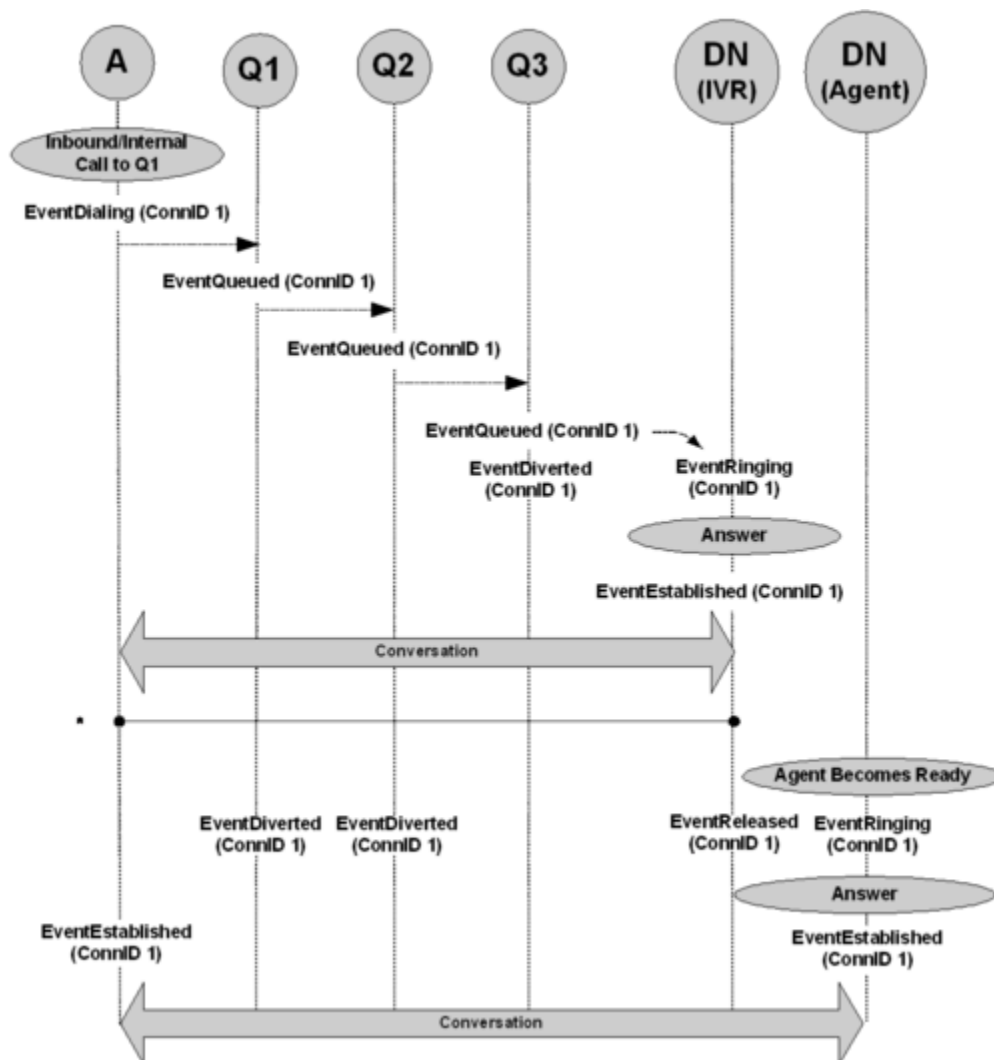 A
Q1
Q2
Q3
DN
(IVR)
DN
(Agent)
Inbound/Internal
Call to Q1
EventDialing (ConnID 1)
EventQueued (ConnID 1)
EventQueued (ConnID 1)
EventQueued (ConnID 1)
EventDiverted
(ConnID 1)
EventRinging
(ConnID 1)
Answer
EventEstablished (ConnID 1)
Conversation
*
Agent Becomes Ready
EventDiverted
(ConnID 1)
EventDiverted
(ConnID 1)
EventReleased
(ConnID 1)
EventRinging
(ConnID 1)
Answer
EventEstablished
(ConnID 1)
EventEstablished
(ConnID 1)
Conversation